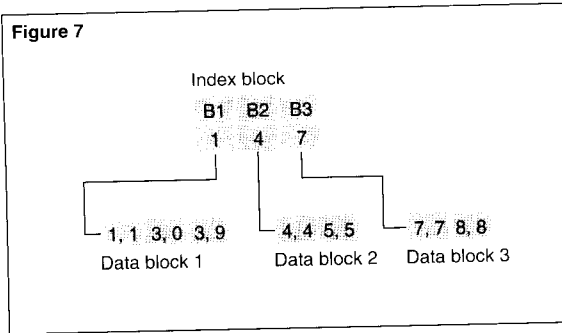 Figure 7
Index block
B1 B2 B3
1 4 7
1, 1 3, 0 3, 9 4, 4 5, 5 7, 7 8, 8
Data block 1 Data block 2 Data block 3